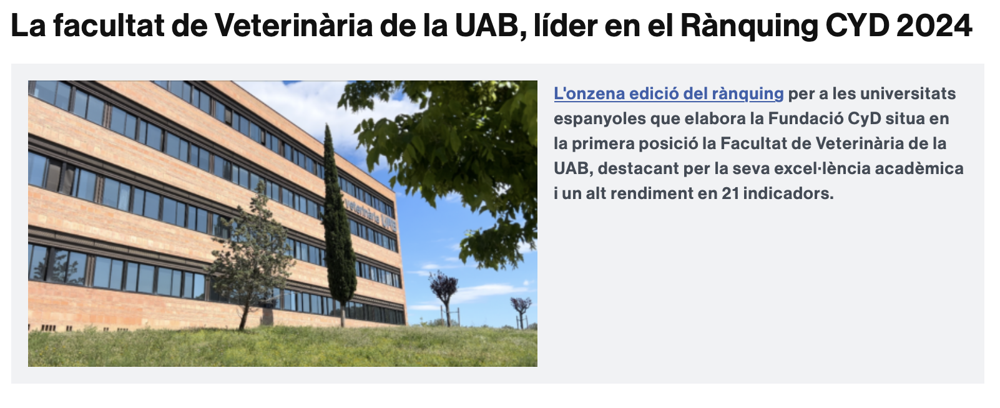 La facultat de Veterinària de la UAB, líder en el Rànquing CYD 2024
L'onzena edició del rànquing per a les universitats
espanyoles que elabora la Fundació CyD situa en
la primera posició la Facultat de Veterinària de la
UAB, destacant per la seva excel·lència acadèmica
i un alt rendiment en 21 indicadors.
veterinària UAB